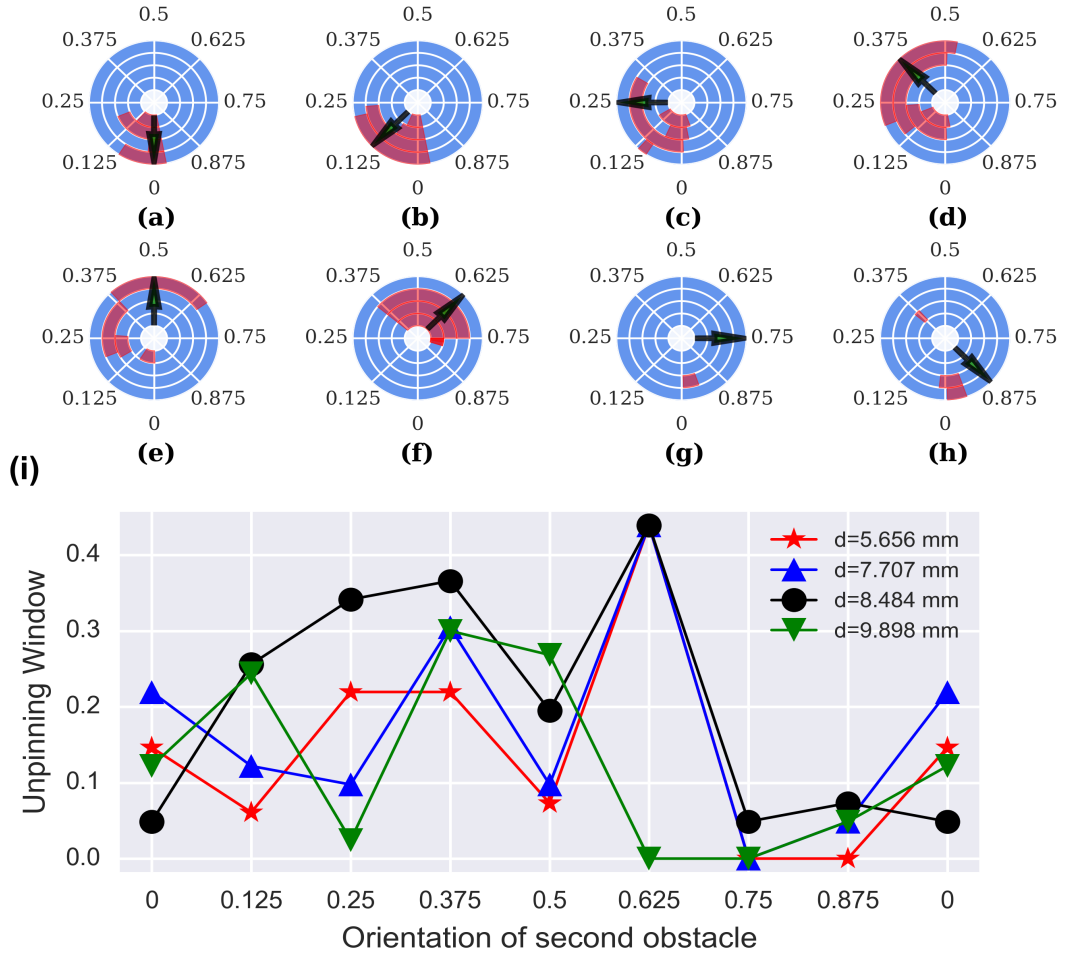 0.5 0.5 0.5 0.5
0.375 0.625 0.375 0.625 0.375 0.625 0.375 0.625
0.25 0.75 0.25 0.75 0.25 0.75 0.25 0.75
0.125 0.875 0.125 0.875 0.125 0.875 0.125 0.875
0 0 0 0
(a) (b) (c) (d)
0.5 0.5 0.5 0.5
0.375 0.625 0.375 0.625 0.375 0.625 0.375 0.625
0.25 0.75 0.25 0.75 0.25 0.75 0.25 0.75
0.125 0.875 0.125 0.875 0.125 0.875 0.125 0.875
0 0 0 0
(e) (f) (g) (h)
(i)
Unpinning Window
0.4
0.3
0.2
0.1
0.0
d=5.656 mm
d=7.707 mm
d=8.484 mm
d=9.898 mm
0 0.125 0.25 0.375 0.5 0.625 0.75 0.875 0
Orientation of second obstacle